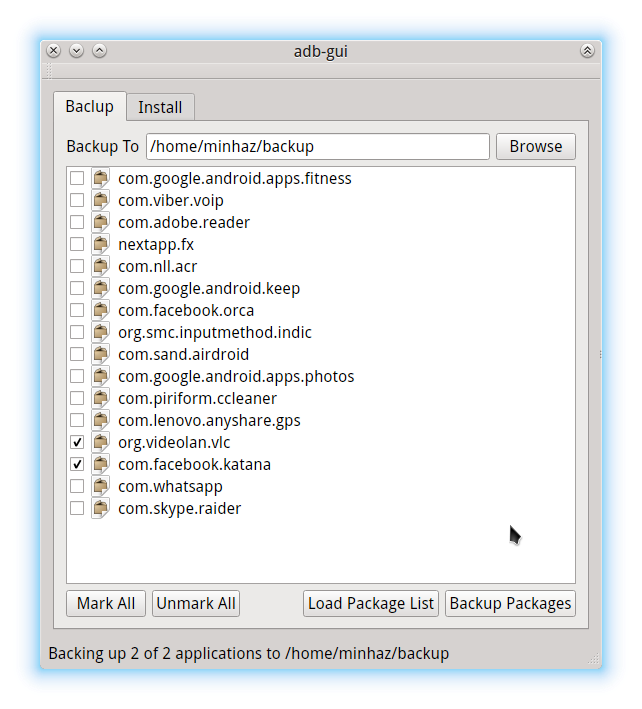 adb-gui
Baclup
Install
Backup To
/home/minhaz/backup
Browse
com.google.android.apps.fitness
com.viber.voip
com.adobe.reader
nextapp.fx
com.nll.acr
com.google.android.keep
com.facebook.orca
org.smc.inputmethod.indic
com.sand.airdroid
com.google.android.apps.photos
com.piriform.ccleaner
com.lenovo.anyshare.gps
org.videolan.vlc
com.facebook.katana
com.whatsapp
com.skype.raider
Mark All
Unmark All
Load Package List
Backup Packages
Backing up 2 of 2 applications to /home/minhaz/backup